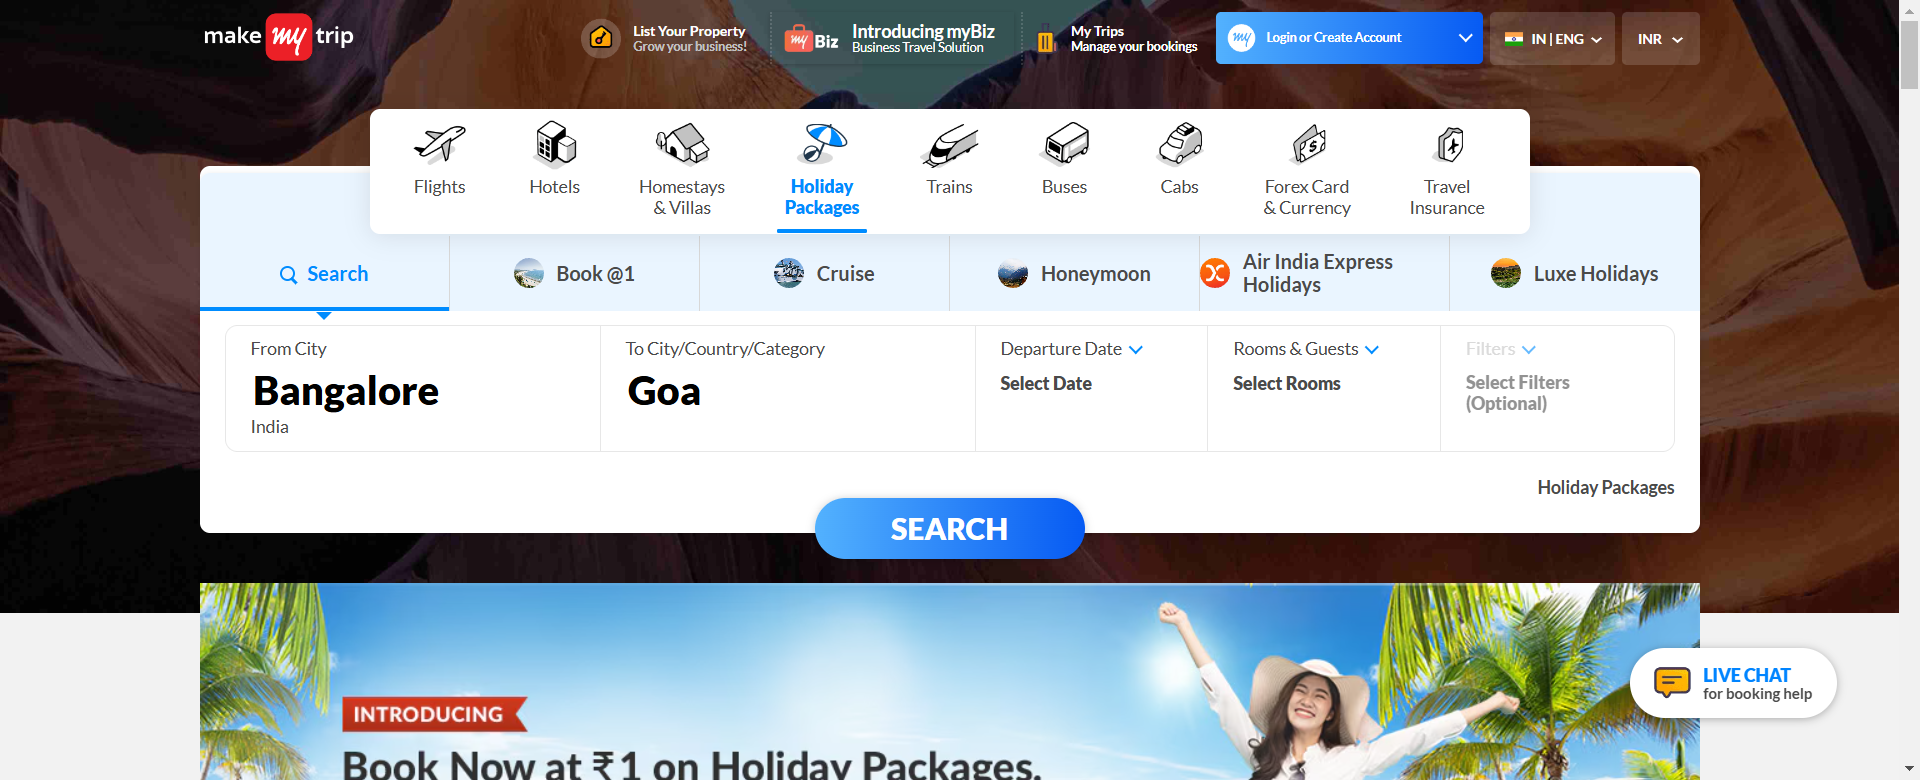 make my trip
List Your Property
Grow your business!
my Biz
Introducing myBiz
Business Travel Solution
My Trips
Manage your bookings
my
Login or Create Account
IN | ENG
INR
Flights
Hotels
Homestays
& Villas
Holiday
Packages
Trains
Buses
Cabs
Forex Card
& Currency
Travel
Insurance
Search
Book @1
Cruise
Honeymoon
Air India Express
Holidays
Luxe Holidays
From City
Bangalore
India
To City/Country/Category
Goa
Departure Date
Select Date
Rooms & Guests
Select Rooms
Filters
Select Filters
(Optional)
Holiday Packages
SEARCH
LIVE CHAT
for booking help
INTRODUCING
Book Now at ₹1 on Holiday Packages.